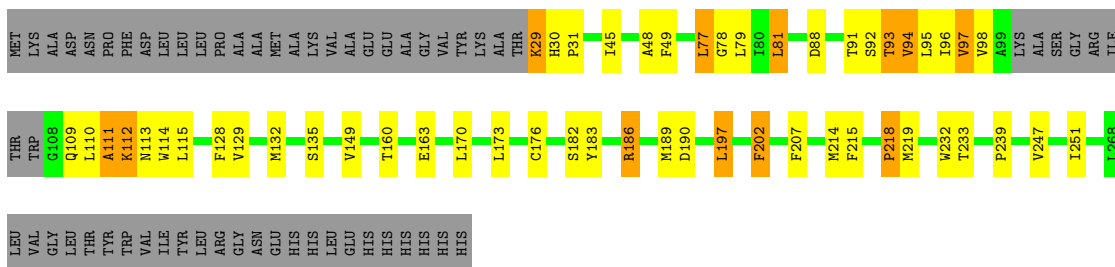 MET LYS ALA ASP ASN PRO PHE ASP LEU LEU LEU PRO ALA ALA MET ALA LYS VAL ALA GLU GLU ALA GLY VAL TYR LYS ALA THR K29 H30 P31 I45 A48 F49 L77 G78 L79 I80 L81 D88 T91 S92 T93 V94 L95 I96 V97 V98 A99 LYS ALA SER GLY ARG ILE
THR TRP G108 Q109 L110 A111 K112 N113 W114 L115 F128 V129 M132 S135 V149 T160 E163 L170 L173 C176 S182 Y183 R186 M189 D190 L197 F202 F207 M214 F215 P218 M219 W232 T233 P239 V247 I251 L268
LEU VAL GLY LEU THR TYR TRP VAL ILE TYR LEU ARG GLY ASN GLU HIS HIS LEU GLU HIS HIS HIS HIS HIS HIS